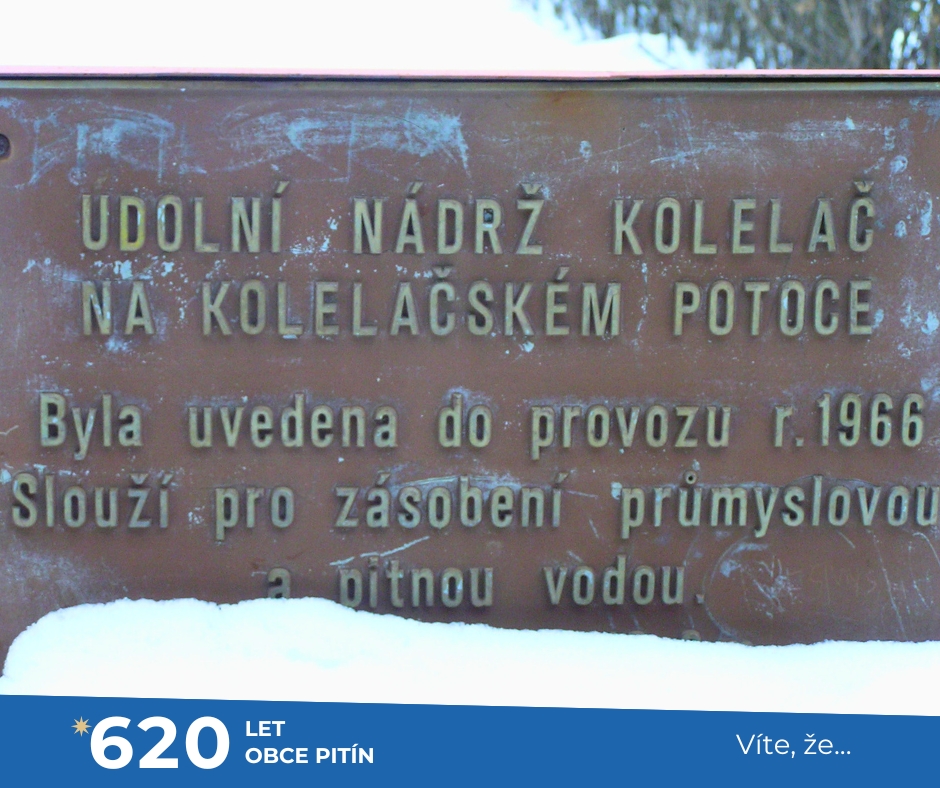 ÚDOLNÍ NÁDRŽ KOLELAČ
NA KOLELAČSKÉM POTOCE
Byla uvedena do provozu r. 1966
Slouží pro zásobení průmyslovou
a pitnou vodou.
620 LET
OBCE PITÍN
Víte, že...